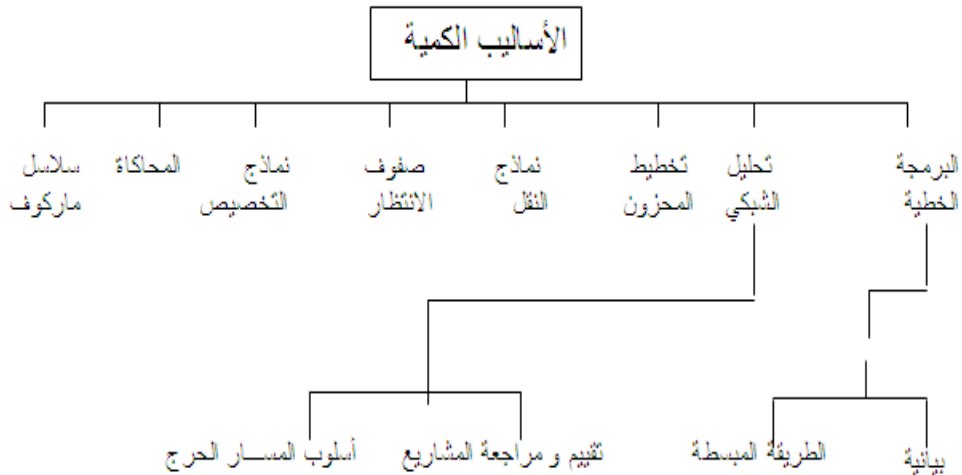 الأساليب الكمية
البرمجة
الخطية
تحليل
الشبكي
تخطيط
المحزون
نماذج
النقل
صفوف
الانتظار
نماذج
التخصيص
المحاكاة
سلاسل
ماركوف
بيانية
الطريقة المبسطة
تقييم و مراجعة المشاريع
أسلوب المســار الحرج